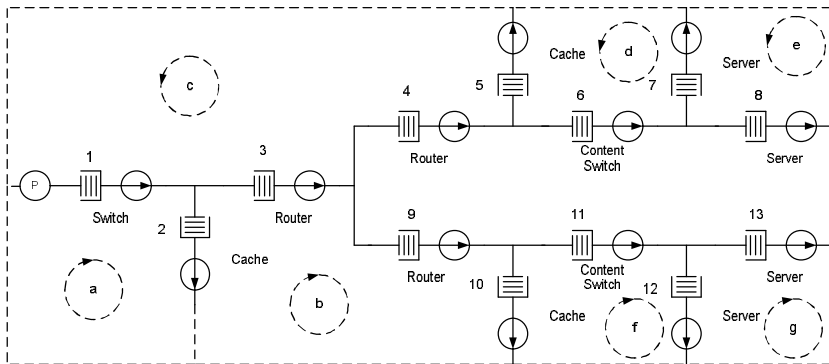 Cache
d
Server
e
c
4
5
6
7
8
Router
Content
Switch
Server
1
3
P
Switch
2
Router
9
11
13
Cache
Router
10
Content
Switch
12
Server
a
b
Cache
f
Server
g